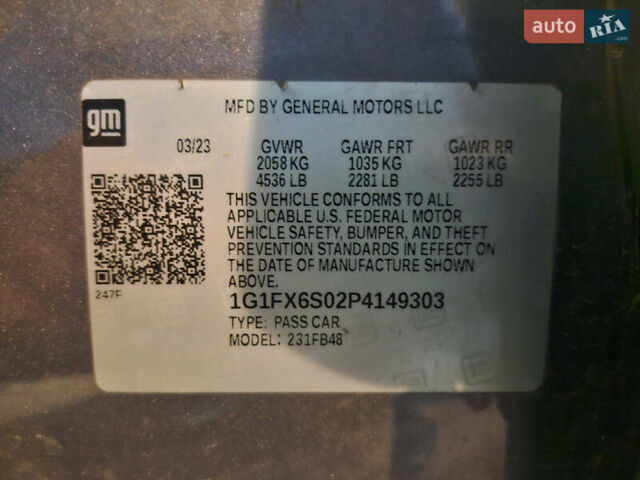 auto RIA.com
gm
MFD BY GENERAL MOTORS LLC
03/23 GVWR GAWR FRT GAWR RR
2058 KG 1035 KG 1023 KG
4536 LB 2281 LB 2255 LB
THIS VEHICLE CONFORMS TO ALL
APPLICABLE U.S. FEDERAL MOTOR
VEHICLE SAFETY, BUMPER, AND THEFT
PREVENTION STANDARDS IN EFFECT ON
THE DATE OF MANUFACTURE SHOWN
ABOVE.
247F
1G1FX6S02P4149303
TYPE: PASS CAR
MODEL: 231FB48